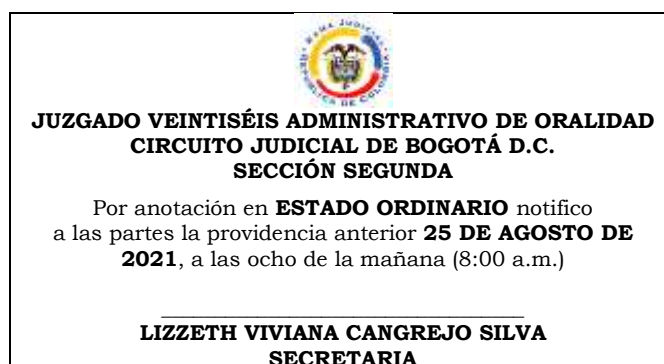 JUZGADO VEINTISÉIS ADMINISTRATIVO DE ORALIDAD
CIRCUITO JUDICIAL DE BOGOTÁ D.C.
SECCIÓN SEGUNDA
Por anotación en ESTADO ORDINARIO notifico
a las partes la providencia anterior 25 DE AGOSTO DE
2021, a las ocho de la mañana (8:00 a.m.)
LIZZETH VIVIANA CANGREJO SILVA
SECRETARIA